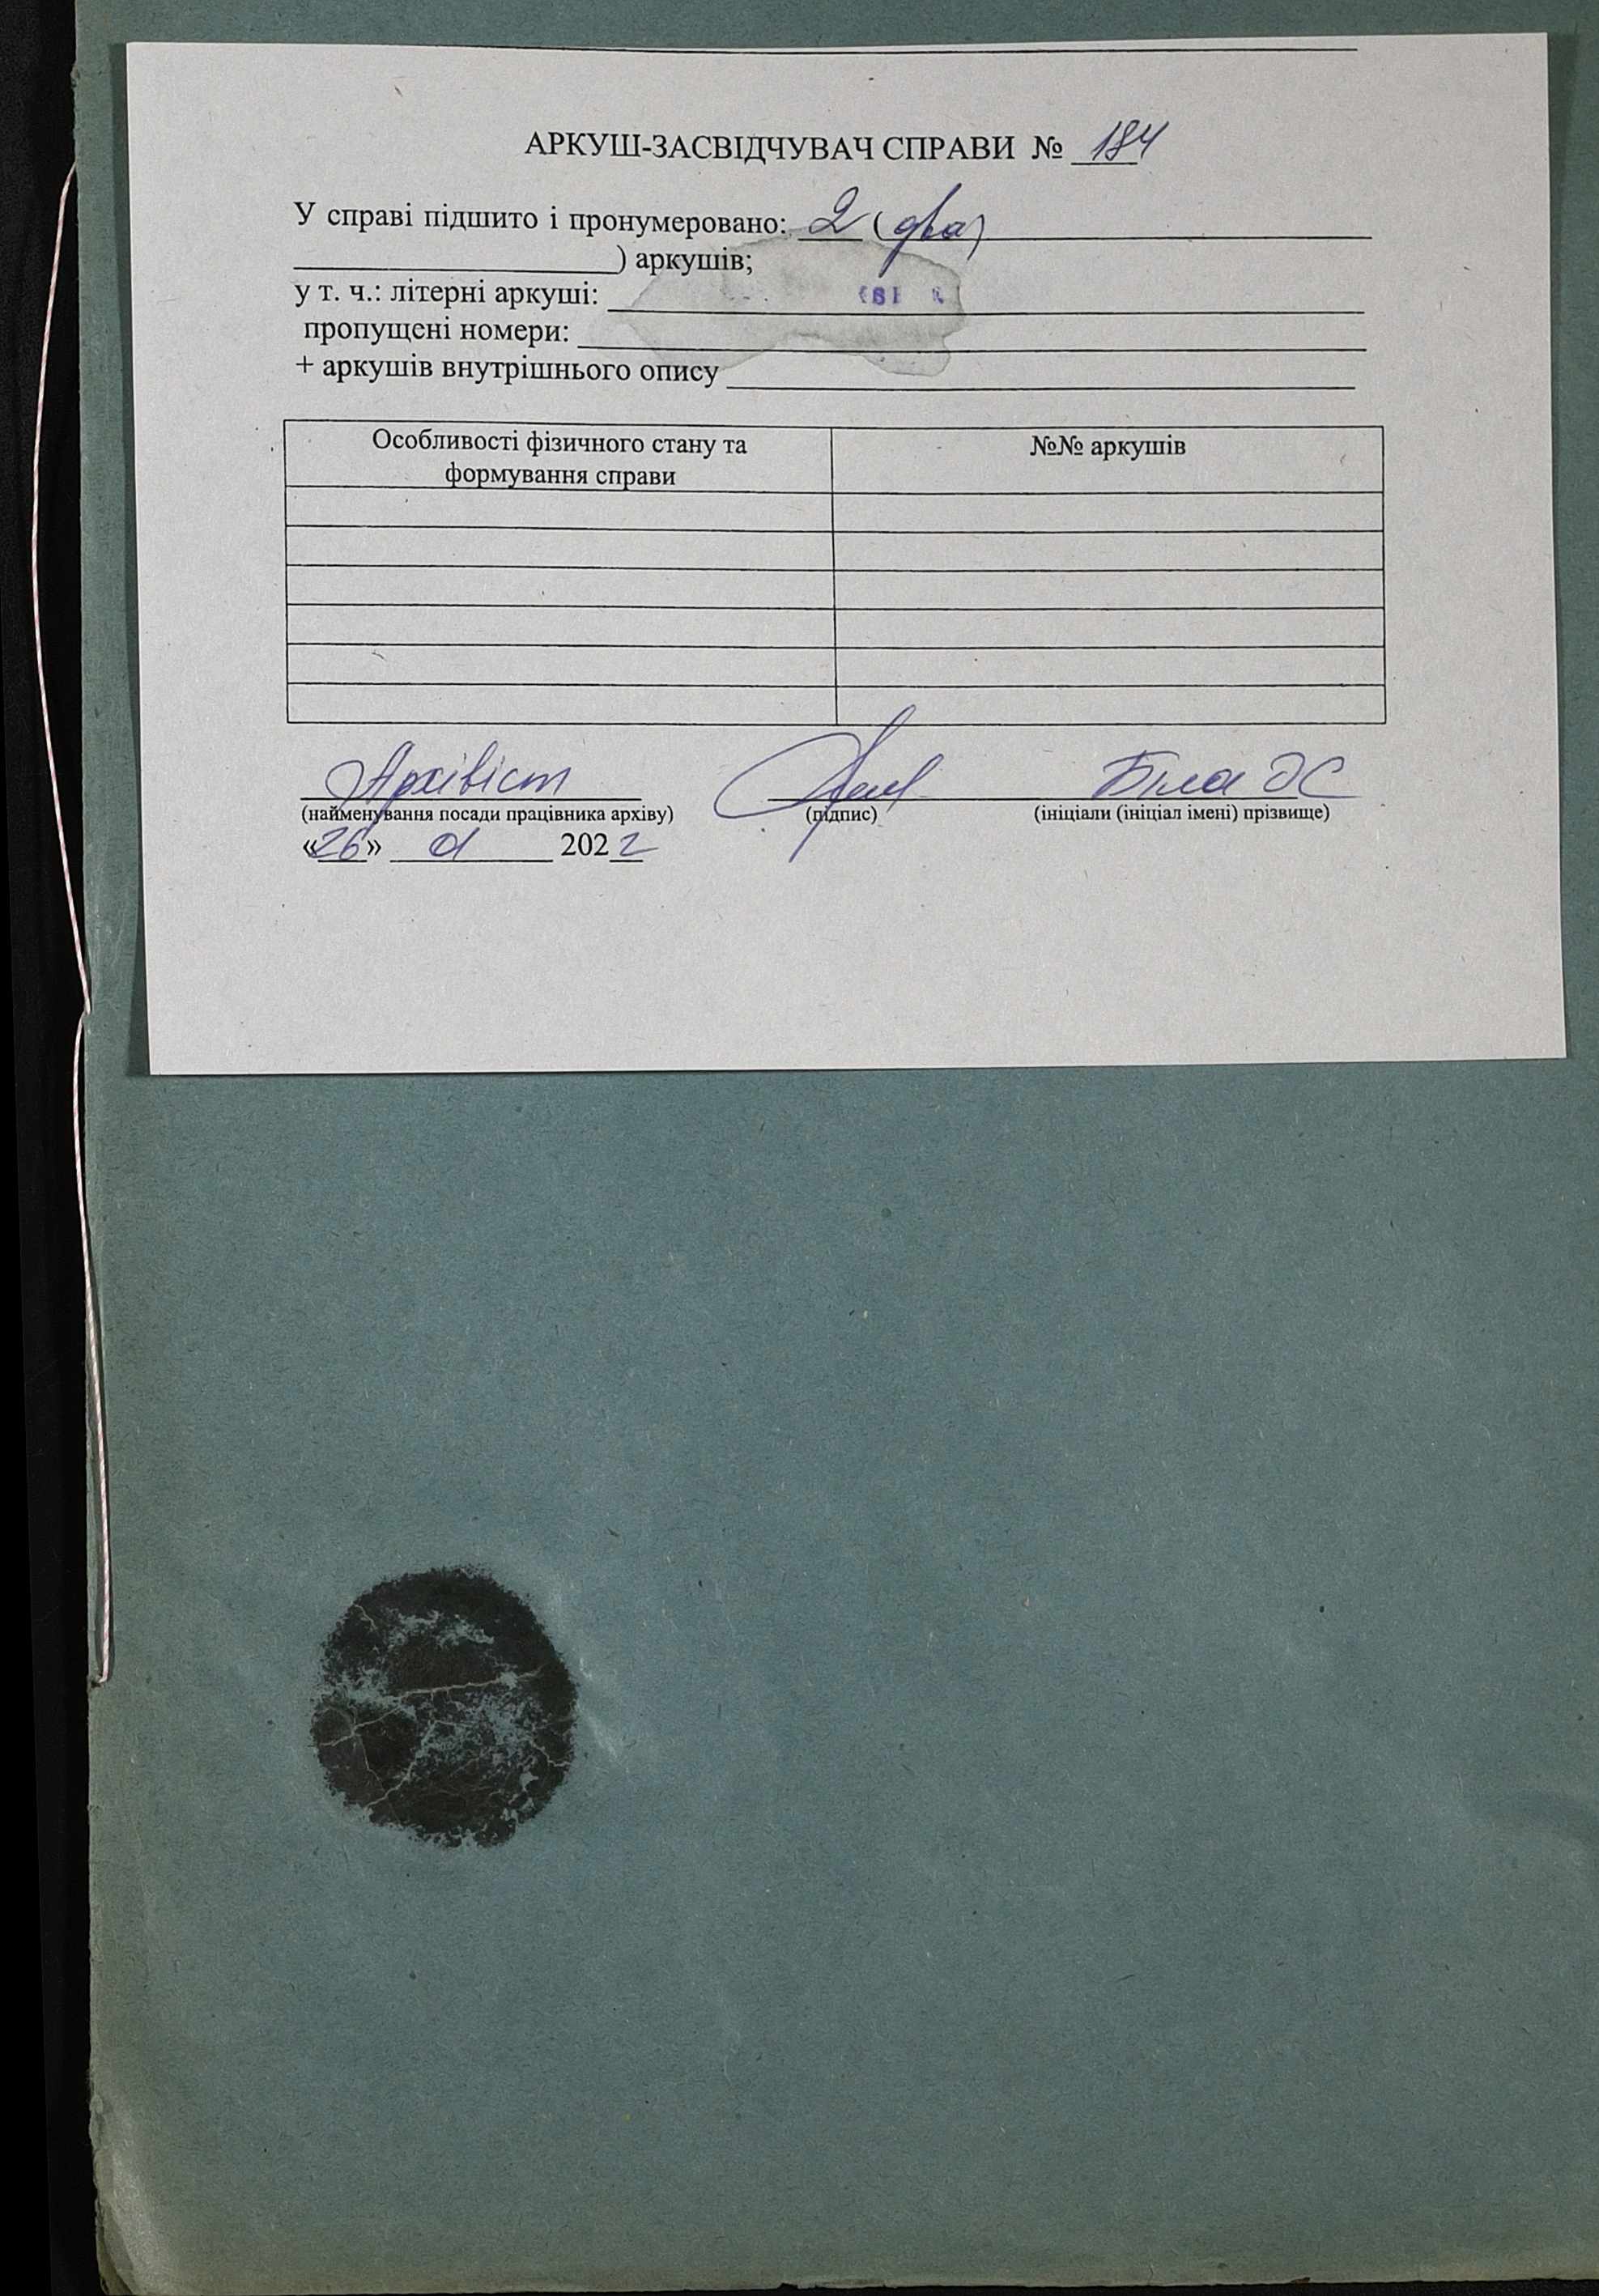 АРКУШ-ЗАСВІДЧУВАЧ СПРАВИ № 184
У справі підшито і пронумеровано: 2 (два)
) аркушів;
у т. ч.: літерні аркуші:
пропущені номери:
+ аркушів внутрішнього опису
Особливості фізичного стану та
формування справи
№№ аркушів
Архівіст Біла
(найменування посади працівника архіву) (підпис) (ініціали (ініціал імені) прізвище)
«26» 01 2022